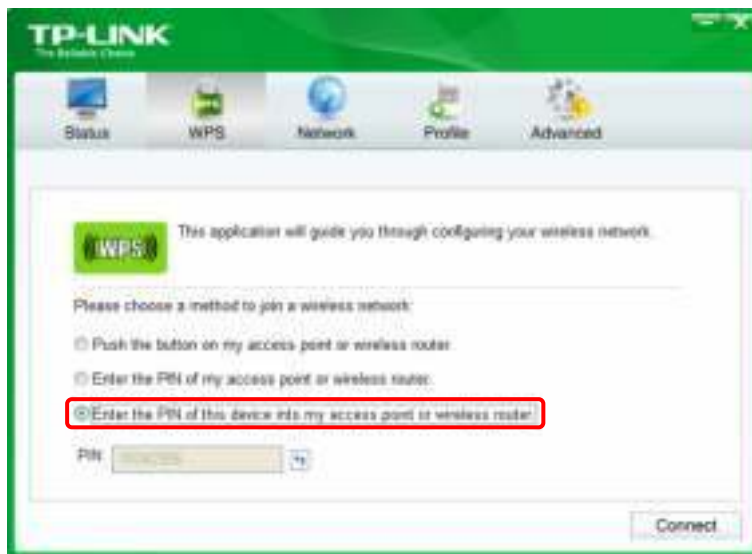 TP-LINK
The Reliable Choice
Status WPS Network Profile Advanced
WPS
This application will guide you through configuring your wireless network.
Please choose a method to join a wireless network:
Push the button on my access point or wireless router.
Enter the PIN of my access point or wireless router.
Enter the PIN of this device into my access point or wireless router.
PIN:
Connect